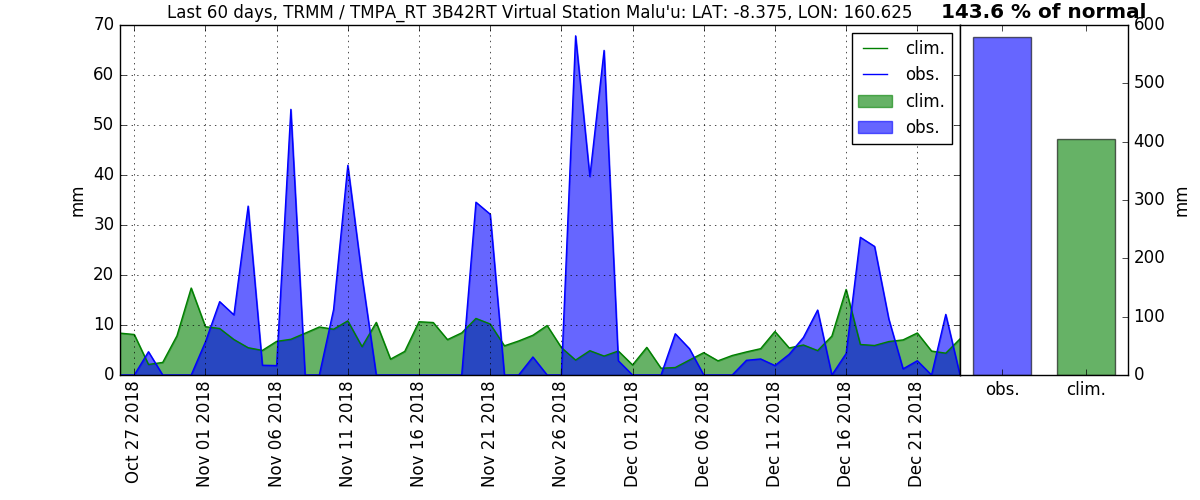 Last 60 days, TRMM / TMPA_RT 3B42RT Virtual Station Malu'u: LAT: -8.375, LON: 160.625
143.6 % of normal
70
60
50
40
30
20
10
0
mm
clim.
obs.
clim.
obs.
Oct 27 2018
Nov 01 2018
Nov 06 2018
Nov 11 2018
Nov 16 2018
Nov 21 2018
Nov 26 2018
Dec 01 2018
Dec 06 2018
Dec 11 2018
Dec 16 2018
Dec 21 2018
600
500
400
300
200
100
0
mm
obs.
clim.